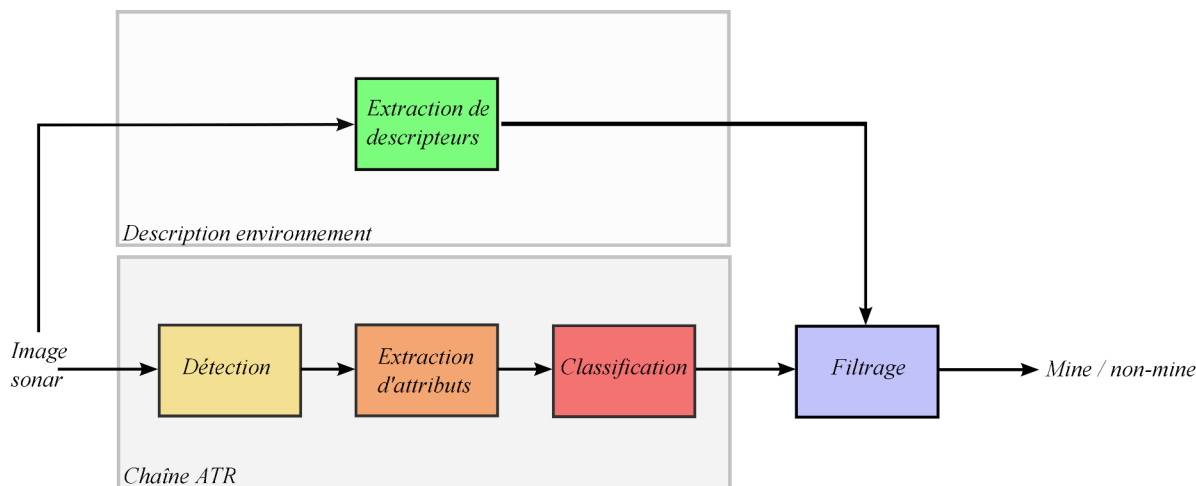 Extraction de
descripteurs
Description environnement
Image
sonar
Détection
Extraction
d'attributs
Classification
Filtrage
Mine / non-mine
Chaîne ATR